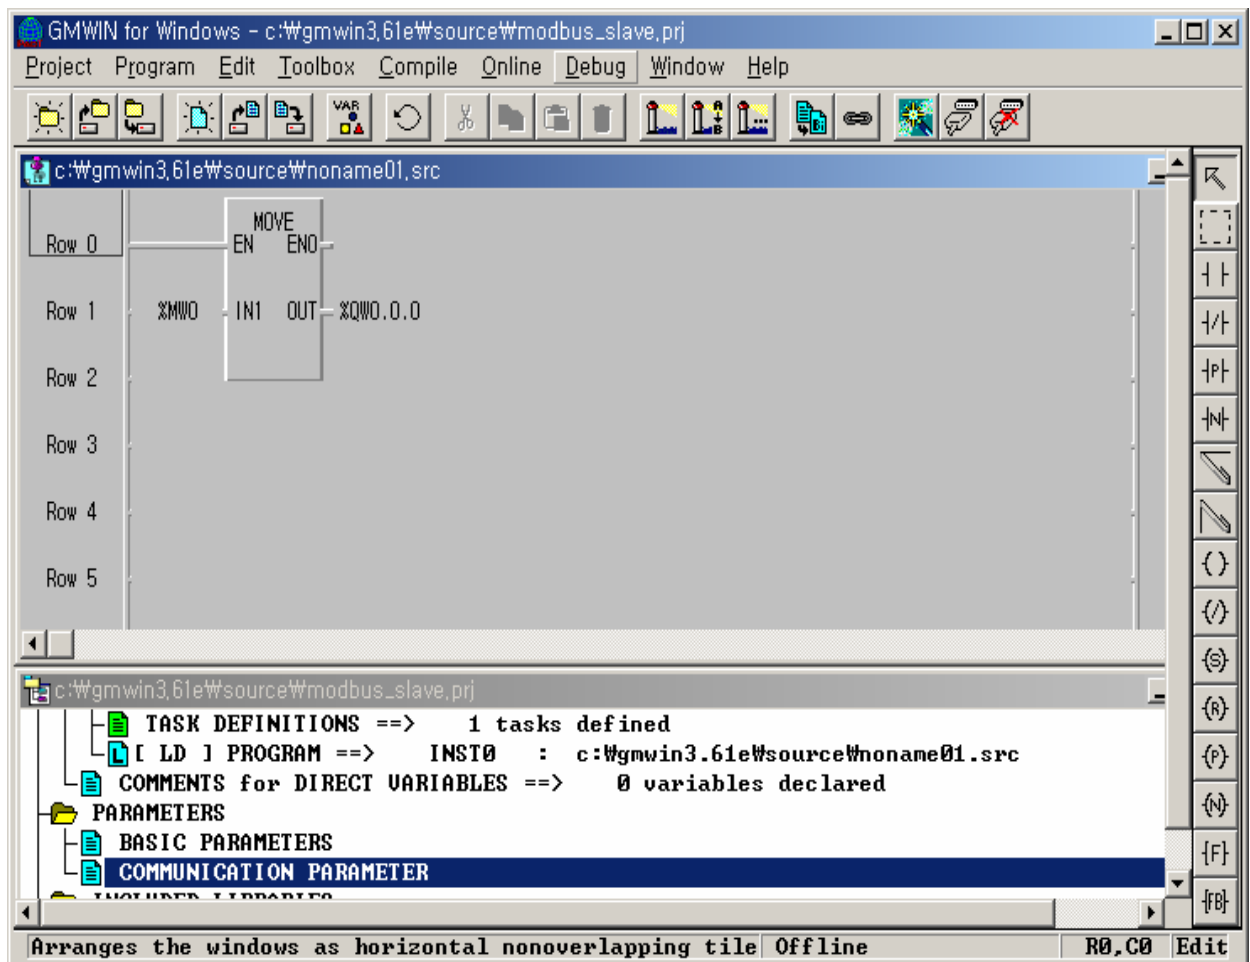 GMWIN for Windows - c:₩gmwin3,61e₩source₩modbus_slave,prj
Project Program Edit Toolbox Compile Online Debug Window Help
VAR
c:₩gmwin3,61e₩source₩noname01,src
MOVE
Row 0 EN ENO
Row 1 %MW0 IN1 OUT %QW0.0.0
Row 2
Row 3
Row 4
Row 5
c:₩gmwin3,61e₩source₩modbus_slave,prj
TASK DEFINITIONS ==> 1 tasks defined
[ LD ] PROGRAM ==> INST0 : c:₩gmwin3.61e₩source₩noname01.src
COMMENTS for DIRECT VARIABLES ==> 0 variables declared
PARAMETERS
BASIC PARAMETERS
COMMUNICATION PARAMETER
Arranges the windows as horizontal nonoverlapping tile Offline R0,C0 Edit
P
N
(S)
(R)
(P)
(N)
{F}
{FB}